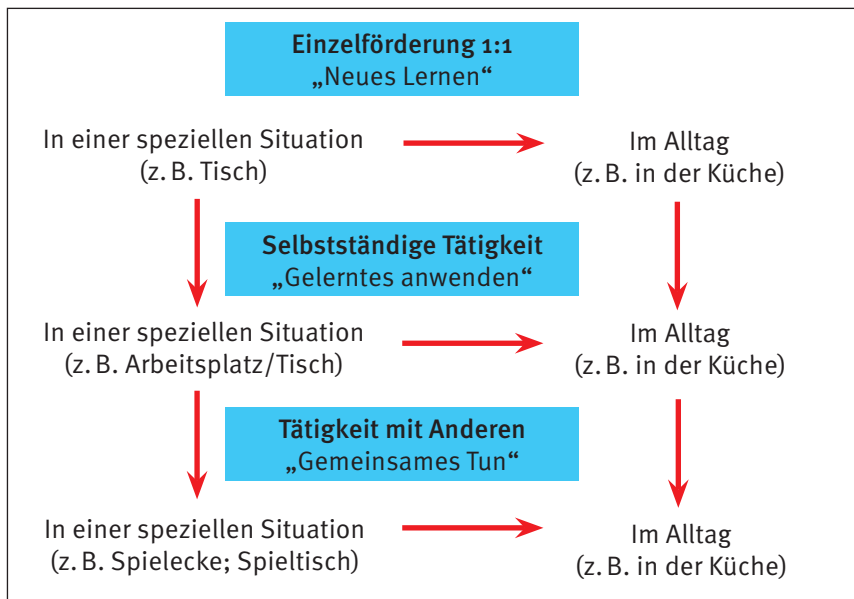 Einzelförderung 1:1
„Neues Lernen“
In einer speziellen Situation
(z. B. Tisch)
Im Alltag
(z. B. in der Küche)
Selbstständige Tätigkeit
„Gelerntes anwenden“
In einer speziellen Situation
(z. B. Arbeitsplatz/Tisch)
Im Alltag
(z. B. in der Küche)
Tätigkeit mit Anderen
„Gemeinsames Tun“
In einer speziellen Situation
(z. B. Spielecke; Spieltisch)
Im Alltag
(z. B. in der Küche)